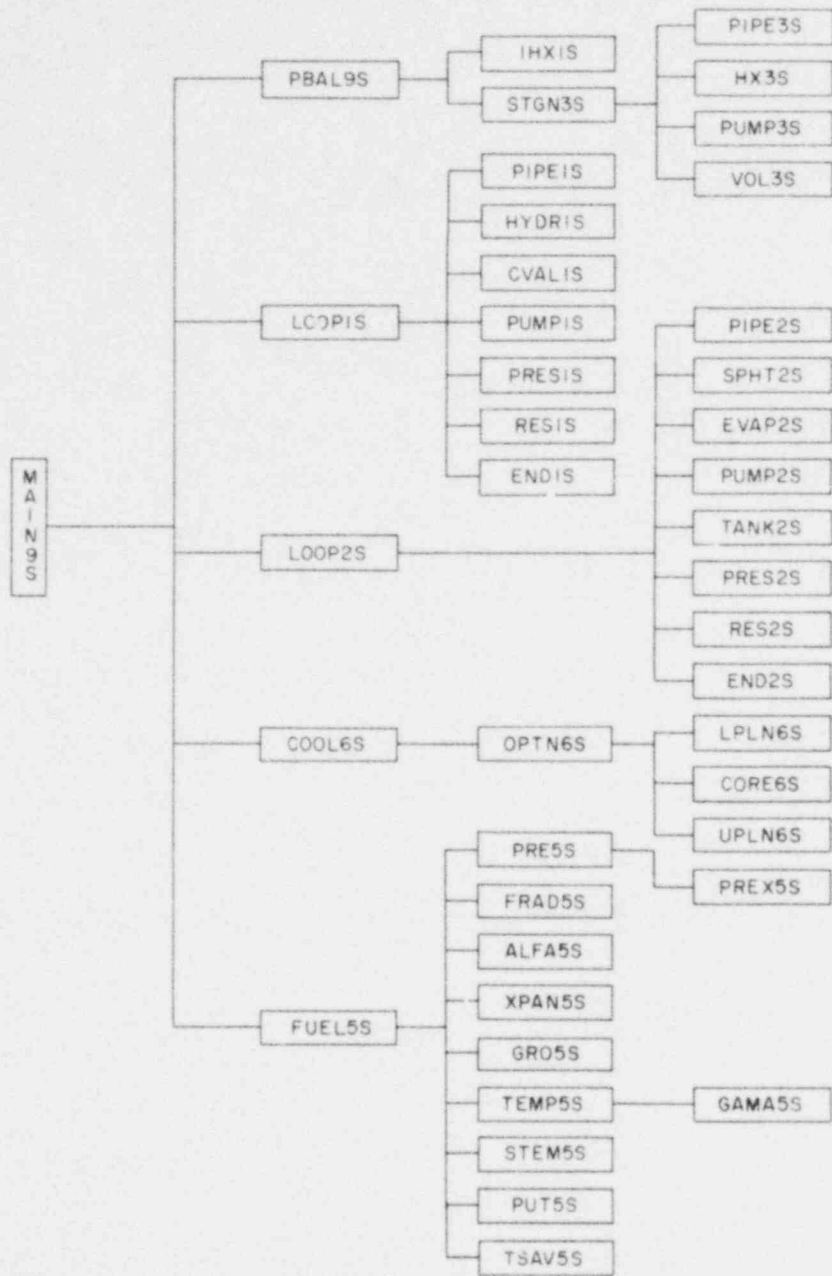 MAIN9S
PBAL9S
IHX1S
STGN3S
PIPE3S
HX3S
PUMP3S
VOL3S
LOOP1S
PIPE1S
HYDR1S
CVAL1S
PUMP1S
PRES1S
RES1S
END1S
LOOP2S
PIPE2S
SPHT2S
EVAP2S
PUMP2S
TANK2S
PRES2S
RES2S
END2S
COOL6S
OPTN6S
LPLN6S
CORE6S
UPLN6S
FUEL5S
PRE5S
PREX5S
FRAD5S
ALFA5S
XPAN5S
GRO5S
TEMP5S
GAMA5S
STEM5S
PUT5S
TSAV5S